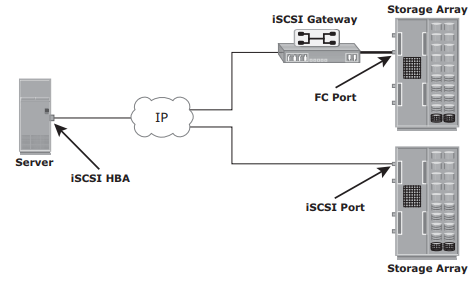 Storage Array
iSCSI Gateway
FC Port
IP
Server
iSCSI HBA
iSCSI Port
Storage Array